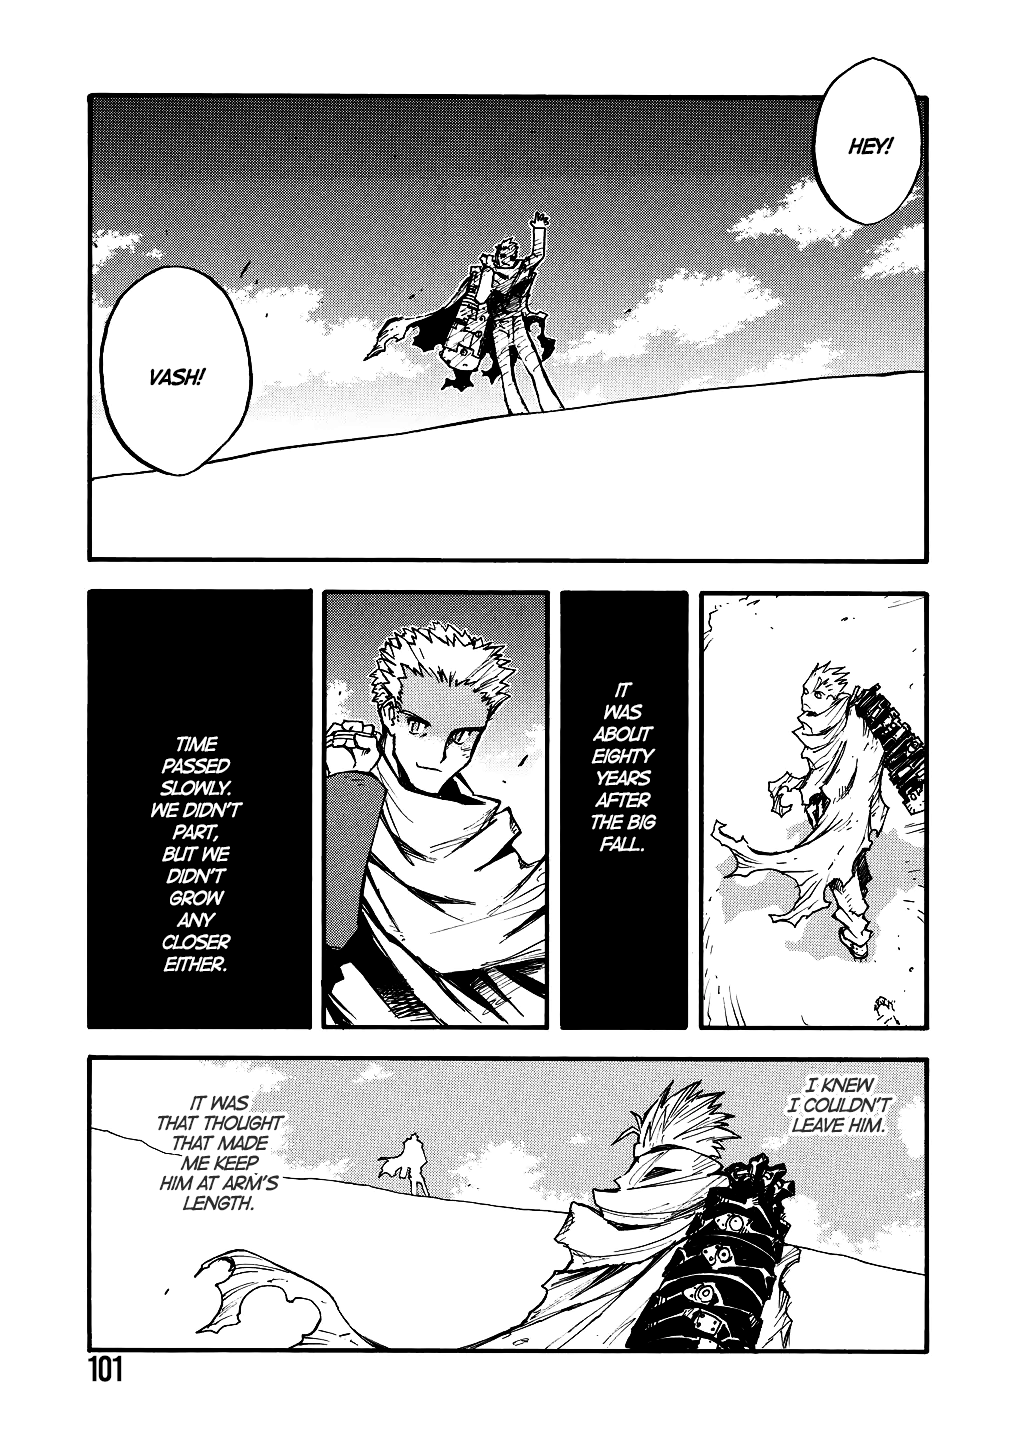 HEY!
VASH!
IT
WAS
ABOUT
EIGHTY
YEARS
AFTER
THE BIG
FALL.
TIME
PASSED
SLOWLY.
WE DIDN'T
PART,
BUT WE
DIDN'T
GROW
ANY
CLOSER
EITHER.
I KNEW
I COULDN'T
LEAVE HIM.
IT WAS
THAT THOUGHT
THAT MADE
ME KEEP
HIM AT ARM'S
LENGTH.
101